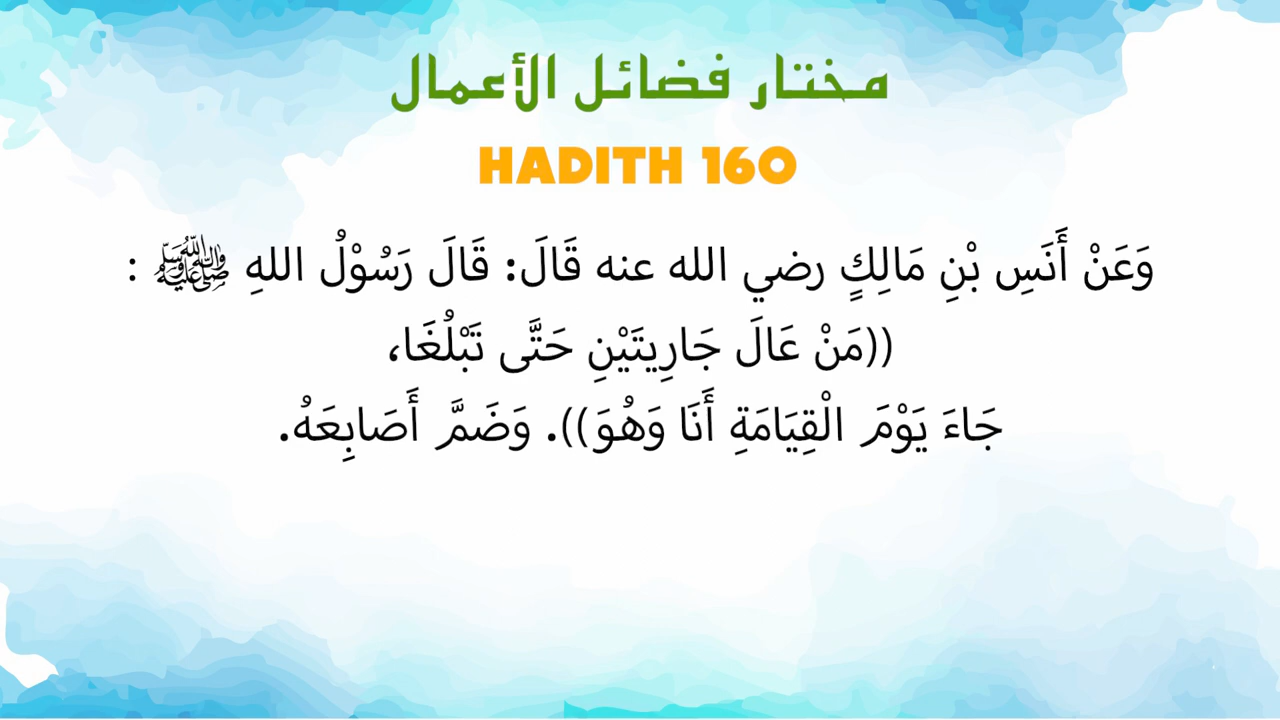 مختار فضائل الأعمال
HADITH 160
وَعَنْ أَنَسِ بْنِ مَالِكٍ رضي الله عنه قَالَ: قَالَ رَسُوْلُ اللهِ ﷺ :
((مَنْ عَالَ جَارِيتَيْنِ حَتَّى تَبْلُغَا،
جَاءَ يَوْمَ الْقِيَامَةِ أَنَا وَهُوَ)). وَضَمَّ أَصَابِعَهُ.